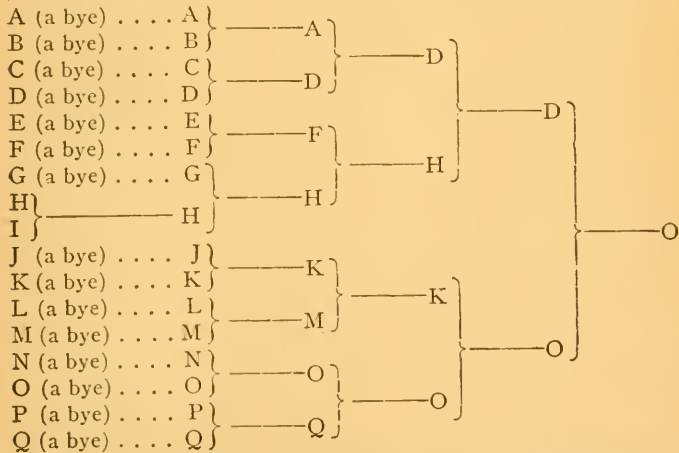 A (a bye) .... A
A
B (a bye) .... B
D
C (a bye) .... C
D
D (a bye) .... D
D
E (a bye) .... E
F
F (a bye) .... F
H
G (a bye) .... G
H
H
H
I
O
J (a bye) .... J
K
K (a bye) .... K
K
L (a bye) .... L
M
M (a bye) .... M
O
N (a bye) .... N
O
O (a bye) .... O
O
P (a bye) .... P
Q
Q (a bye) .... Q